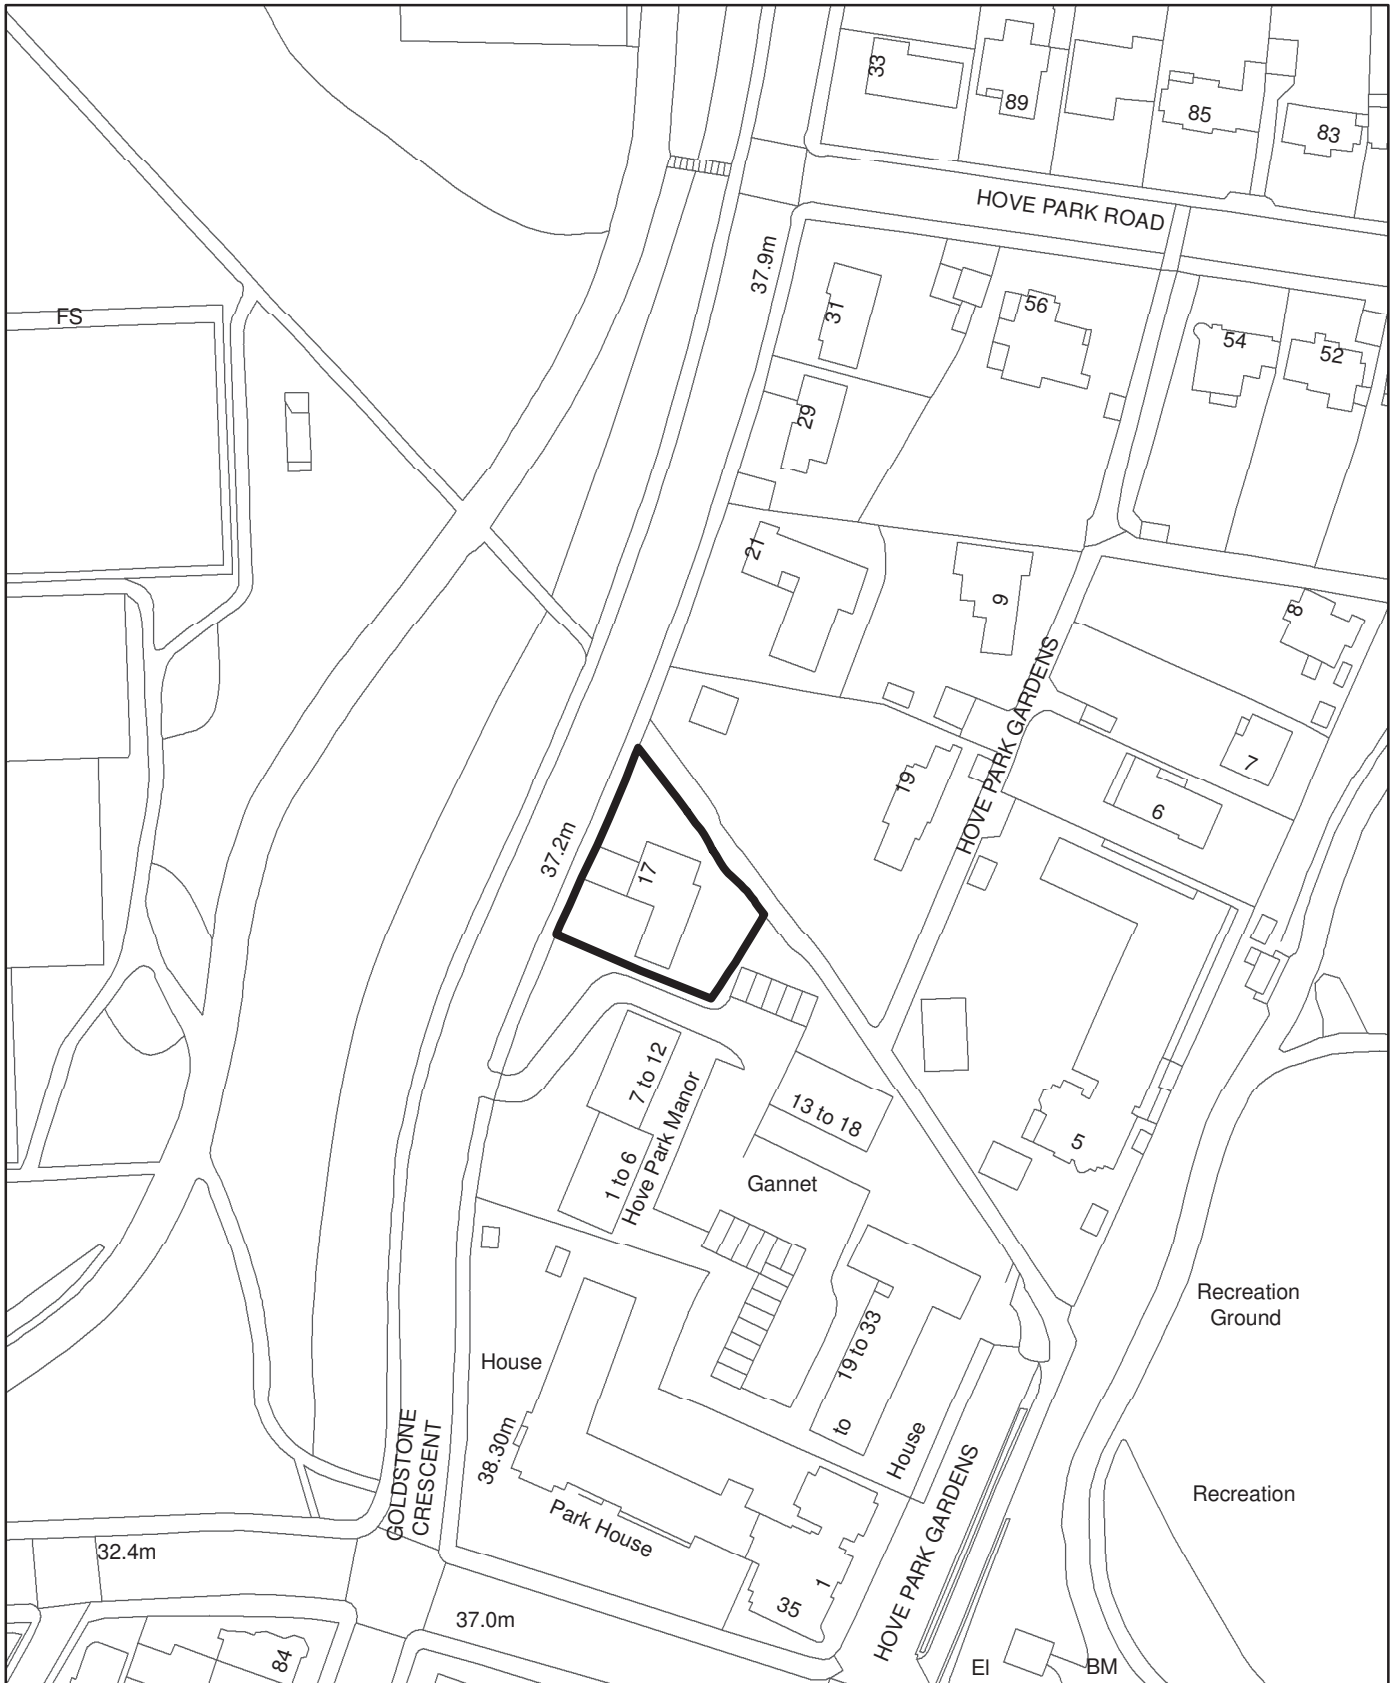 33
89
85
83
HOVE PARK ROAD
37.9m
FS
31
56
54
52
29
21
9
8
HOVE PARK GARDENS
7
19
6
37.2m
17
7 to 12
13 to 18
5
1 to 6
Hove Park Manor
Gannet
Recreation
Ground
19 to 33
House
to
House
GOLDSTONE
CRESCENT
38.30m
HOVE PARK GARDENS
Recreation
Park House
32.4m
1
35
37.0m
84
El
BM